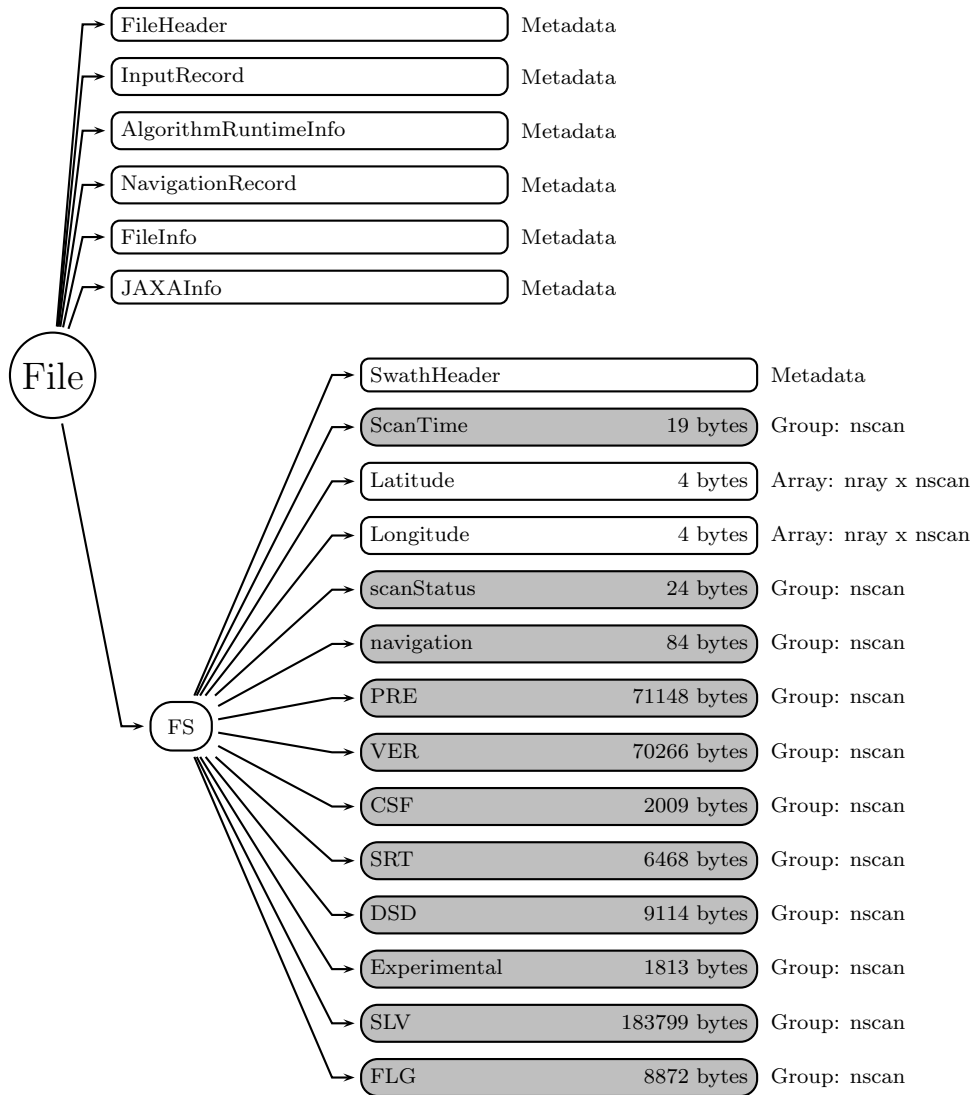 FileHeader Metadata
InputRecord Metadata
AlgorithmRuntimeInfo Metadata
NavigationRecord Metadata
FileInfo Metadata
JAXAInfo Metadata
File
SwathHeader Metadata
ScanTime 19 bytes Group: nscan
Latitude 4 bytes Array: nray x nscan
Longitude 4 bytes Array: nray x nscan
scanStatus 24 bytes Group: nscan
navigation 84 bytes Group: nscan
PRE 71148 bytes Group: nscan
FS
VER 70266 bytes Group: nscan
CSF 2009 bytes Group: nscan
SRT 6468 bytes Group: nscan
DSD 9114 bytes Group: nscan
Experimental 1813 bytes Group: nscan
SLV 183799 bytes Group: nscan
FLG 8872 bytes Group: nscan